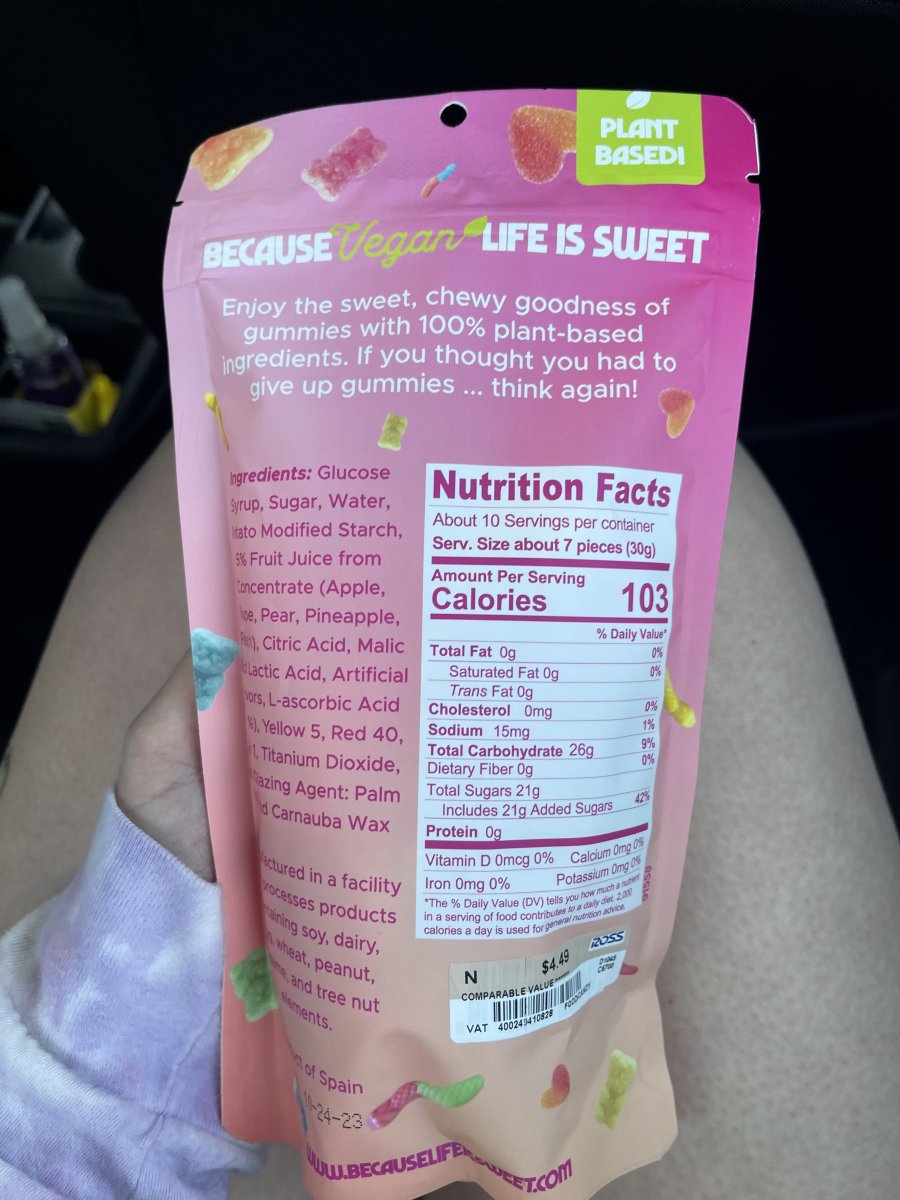 PLANT
BASED!
BECAUSE Vegan LIFE IS SWEET
Enjoy the sweet, chewy goodness of
gummies with 100% plant-based
ingredients. If you thought you had to
give up gummies ... think again!
Ingredients: Glucose
Syrup, Sugar, Water,
Modified Starch,
5% Fruit Juice from
Concentrate (Apple,
Pear, Pineapple,
Citric Acid, Malic
Lactic Acid, Artificial
L-ascorbic Acid
Yellow 5, Red 40,
1, Titanium Dioxide,
Agent: Palm
Carnauba Wax
in a facility
products
soy, dairy,
wheat, peanut,
and tree nut
of Spain
-24-23
Nutrition Facts
About 10 Servings per container
Serv. Size about 7 pieces (30g)
Amount Per Serving
Calories 103
% Daily Value*
Total Fat 0g 0%
Saturated Fat 0g 0%
Trans Fat 0g
Cholesterol 0mg 0%
Sodium 15mg 1%
Total Carbohydrate 26g 9%
Dietary Fiber 0g 0%
Total Sugars 21g
Includes 21g Added Sugars 42%
Protein 0g
Vitamin D 0mcg 0% Calcium 0mg 0%
Iron 0mg 0% Potassium 0mg 0%
*The % Daily Value (DV) tells you how much a nutrient
in a serving of food contributes to a daily diet, 2,000
calories a day is used for general nutrition advice.
ROSS
N $4.49
COMPARABLE VALUE
VAT 400249410828